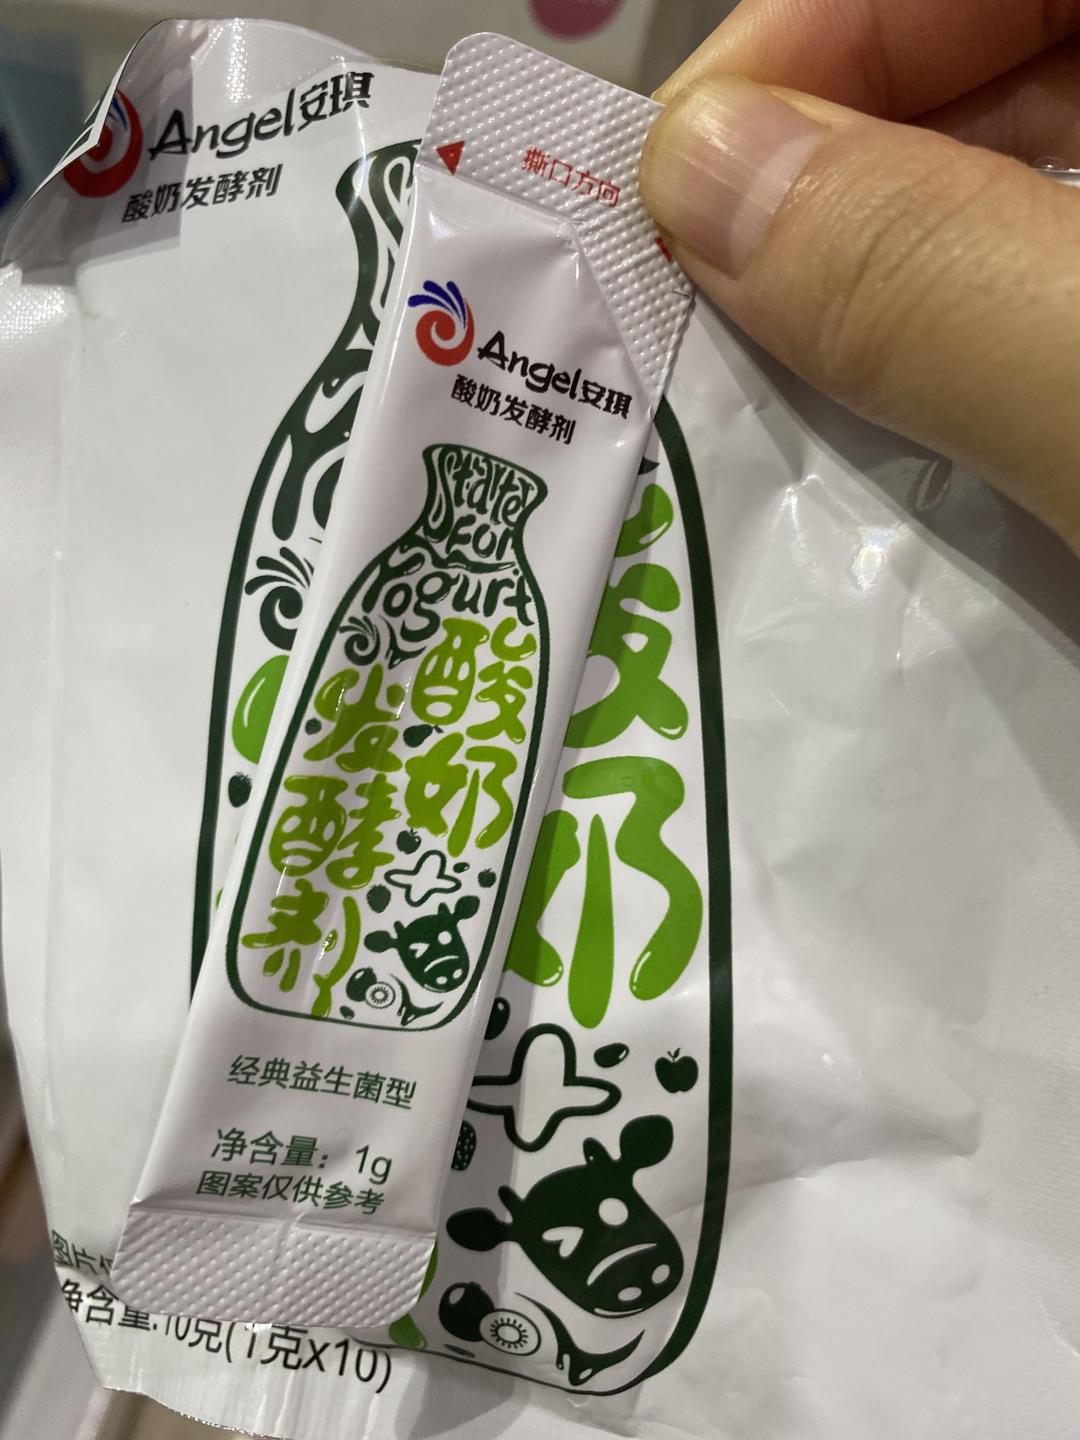 Angel安琪
酸奶发酵剂
撕口方向
Angel安琪
酸奶发酵剂
Starter
For
Yogurt
酸奶
发酵剂
经典益生菌型
净含量：1g
图案仅供参考
奶
净含量:10克(1克x10)